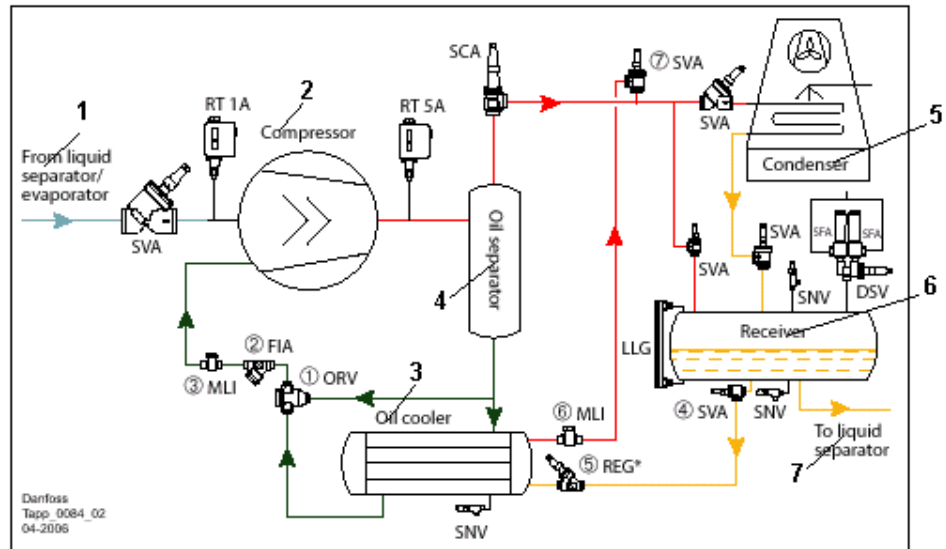 1
From liquid
separator/
evaporator
SVA
RT 1A
2
Compressor
RT 5A
SCA
Oil separator
4
⑦ SVA
SVA
Condenser
5
SVA
SVA
SNV
SFA
SFA
DSV
6
LLG
Receiver
④ SVA
SNV
To liquid
separator
7
② FIA
③ MLI
① ORV
3
Oil cooler
⑥ MLI
⑤ REG*
SNV
Danfoss
Tapp_0084_02
04-2006